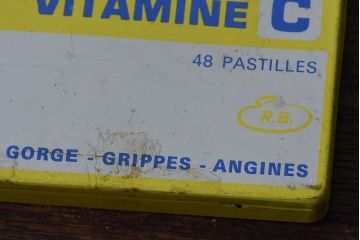 VITAMINE C
48 PASTILLES
R.B.
GORGE - GRIPPES - ANGINES